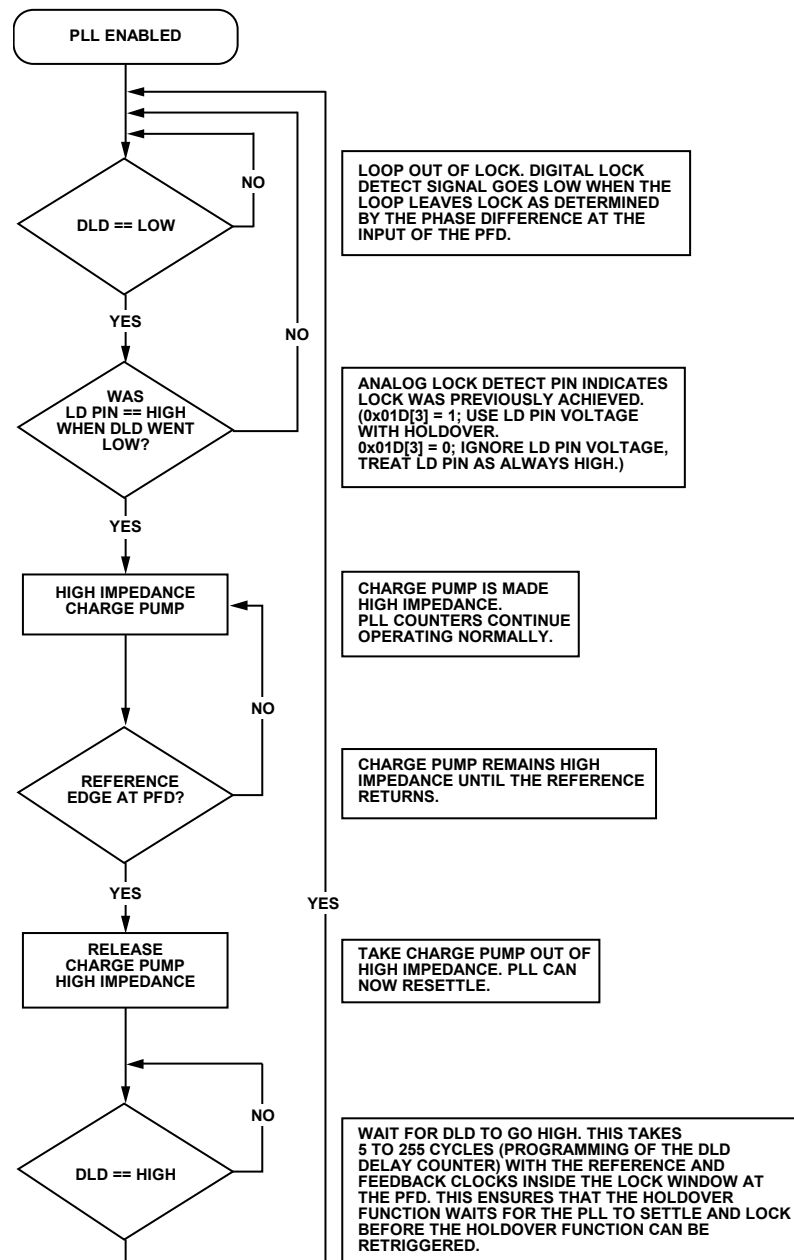 PLL ENABLED
NO
DLD == LOW
LOOP OUT OF LOCK. DIGITAL LOCK
DETECT SIGNAL GOES LOW WHEN THE
LOOP LEAVES LOCK AS DETERMINED
BY THE PHASE DIFFERENCE AT THE
INPUT OF THE PFD.
YES
NO
WAS
LD PIN == HIGH
WHEN DLD WENT
LOW?
ANALOG LOCK DETECT PIN INDICATES
LOCK WAS PREVIOUSLY ACHIEVED.
(0x01D[3] = 1; USE LD PIN VOLTAGE
WITH HOLDOVER.
0x01D[3] = 0; IGNORE LD PIN VOLTAGE,
TREAT LD PIN AS ALWAYS HIGH.)
YES
HIGH IMPEDANCE
CHARGE PUMP
CHARGE PUMP IS MADE
HIGH IMPEDANCE.
PLL COUNTERS CONTINUE
OPERATING NORMALLY.
NO
REFERENCE
EDGE AT PFD?
CHARGE PUMP REMAINS HIGH
IMPEDANCE UNTIL THE REFERENCE
RETURNS.
YES
YES
RELEASE
CHARGE PUMP
HIGH IMPEDANCE
TAKE CHARGE PUMP OUT OF
HIGH IMPEDANCE. PLL CAN
NOW RESETTLE.
NO
DLD == HIGH
WAIT FOR DLD TO GO HIGH. THIS TAKES
5 TO 255 CYCLES (PROGRAMMING OF THE DLD
DELAY COUNTER) WITH THE REFERENCE AND
FEEDBACK CLOCKS INSIDE THE LOCK WINDOW AT
THE PFD. THIS ENSURES THAT THE HOLDOVER
FUNCTION WAITS FOR THE PLL TO SETTLE AND LOCK
BEFORE THE HOLDOVER FUNCTION CAN BE
RETRIGGERED.